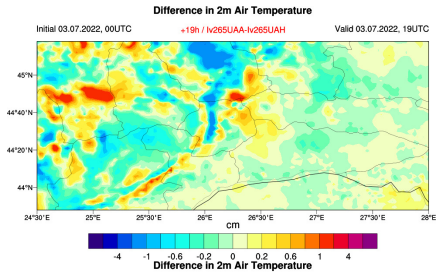 Difference in 2m Air Temperature
Initial 03.07.2022, 00UTC +19h / lv265UAA-lv265UAH Valid 03.07.2022, 19UTC
45°N
44°40'N
44°20'N
44°N
24°30'E 25°E 25°30'E 26°E 26°30'E 27°E 27°30'E 28°E
cm
-4 -1 -0.6 -0.2 0 0.2 0.6 1 4
Difference in 2m Air Temperature